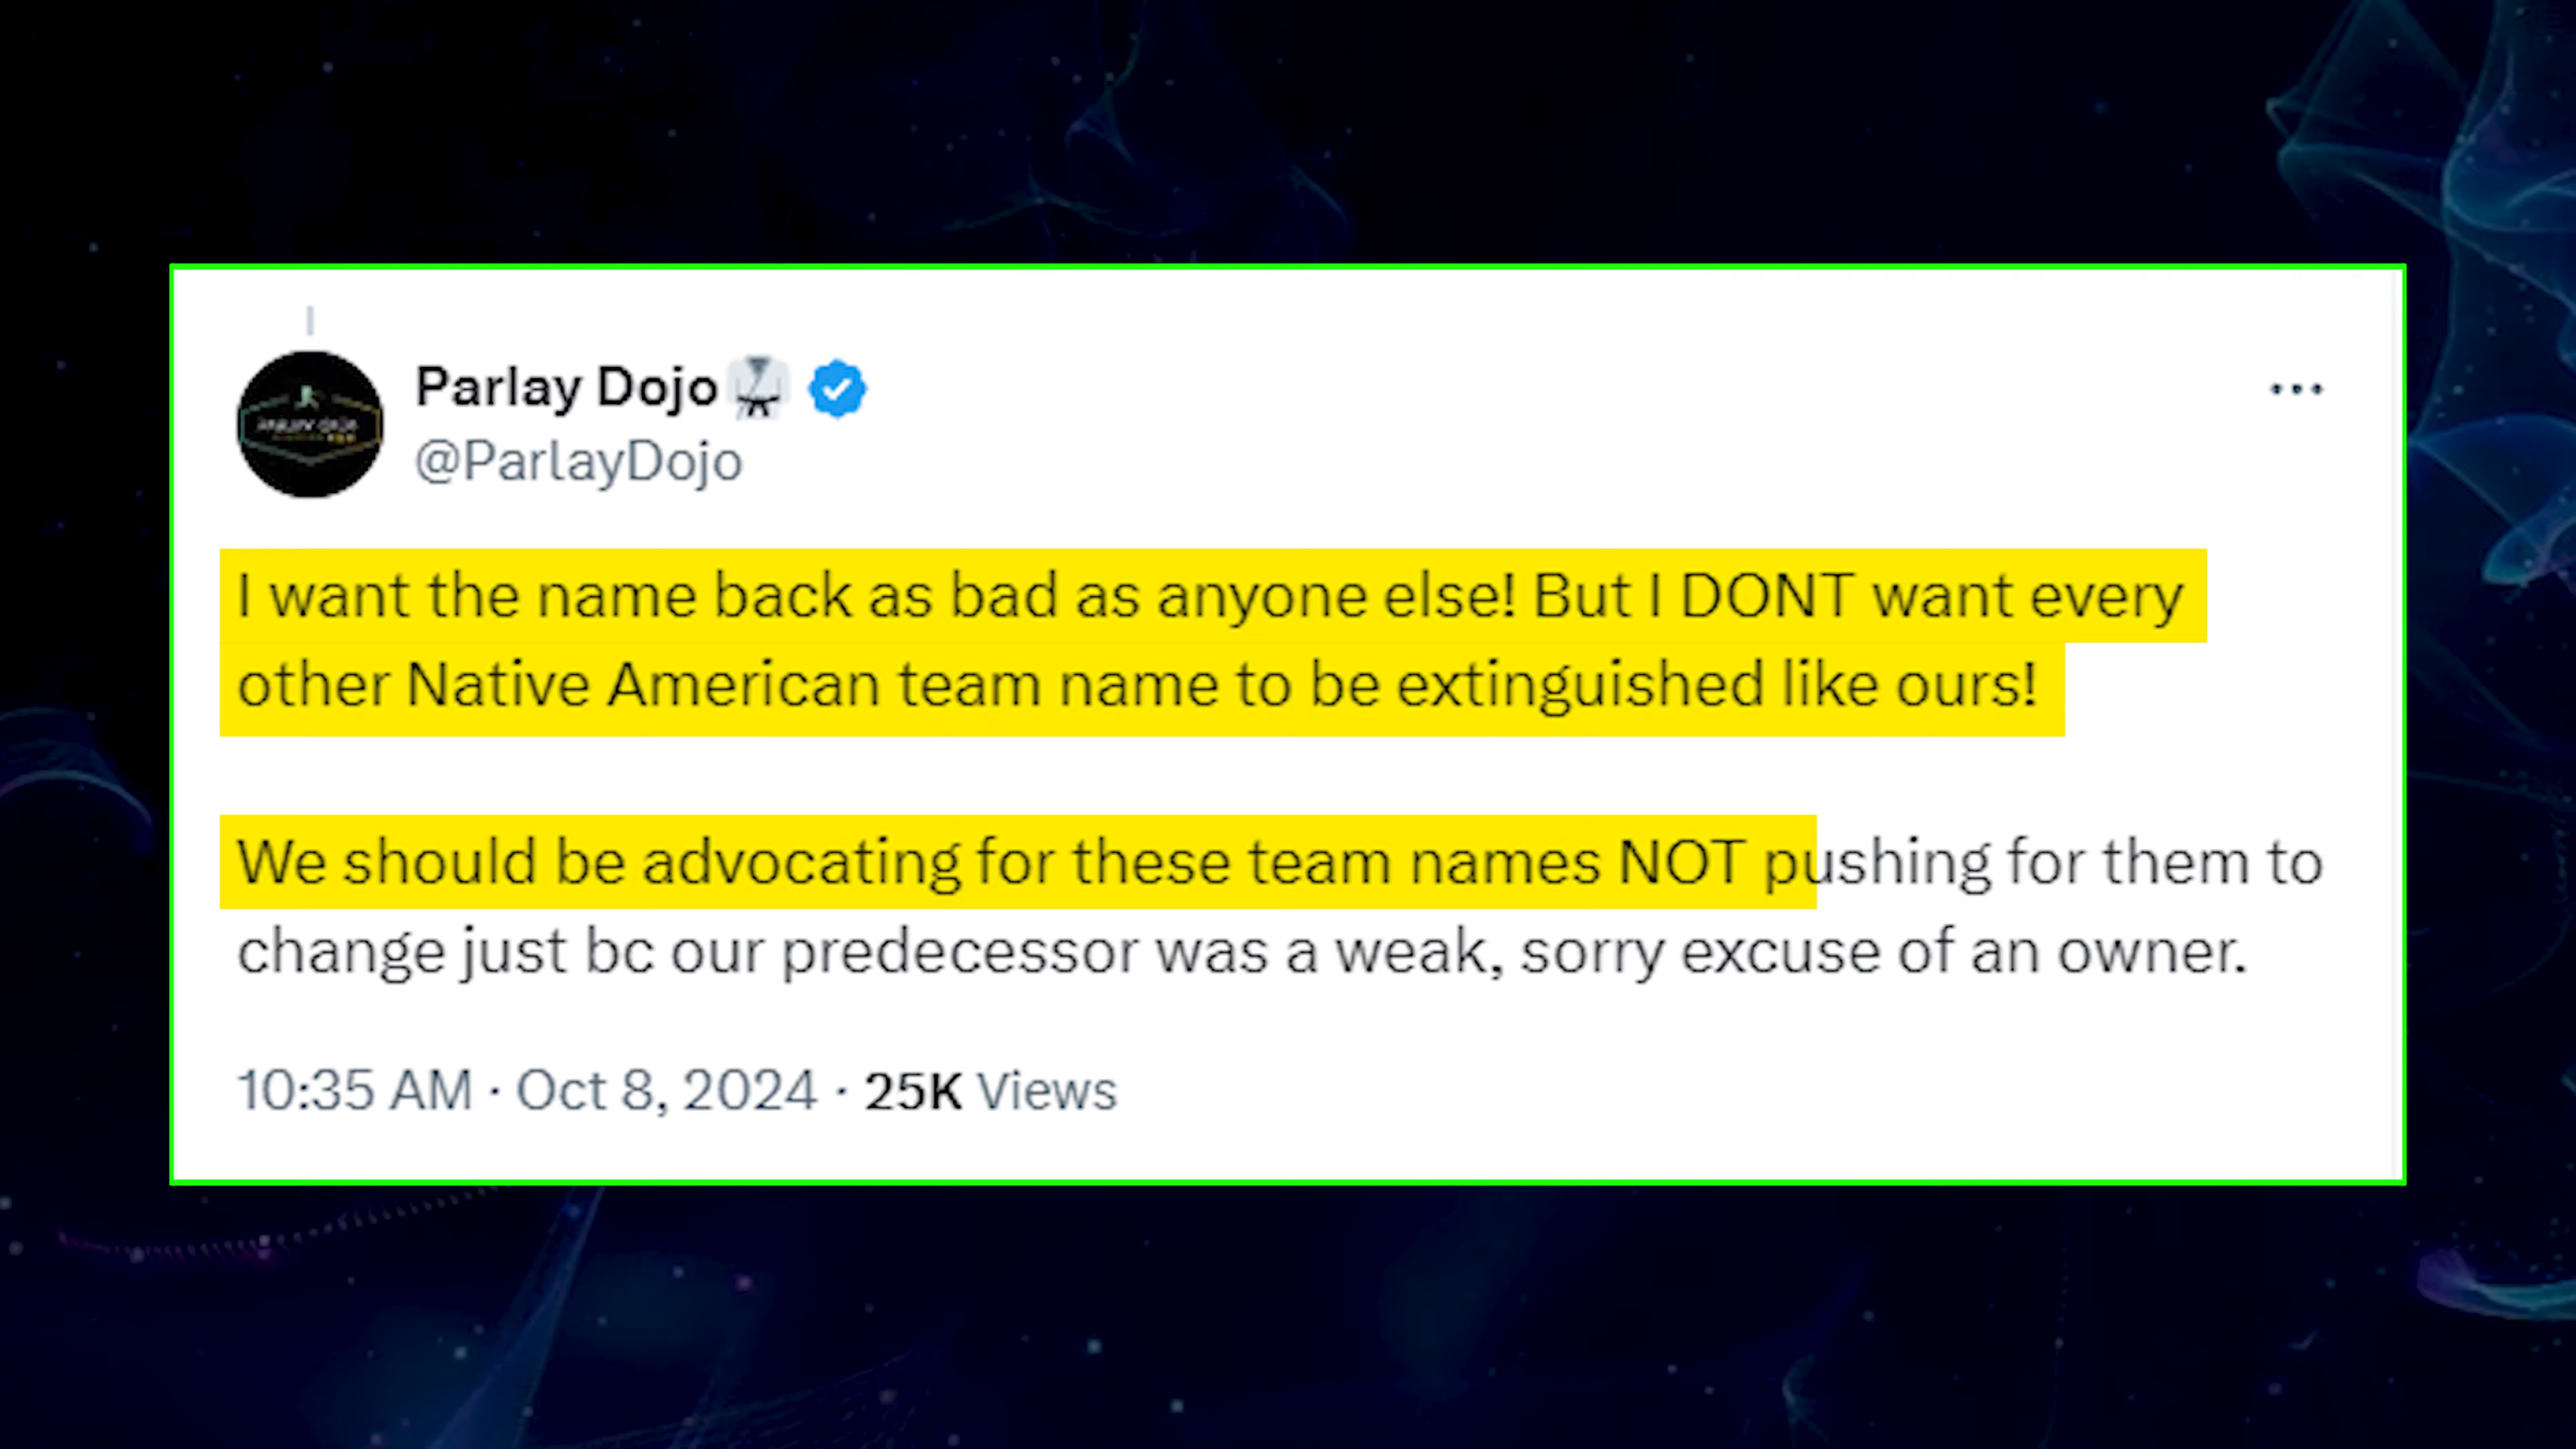 Parlay Dojo
@ParlayDojo
I want the name back as bad as anyone else! But I DONT want every
other Native American team name to be extinguished like ours!
We should be advocating for these team names NOT pushing for them to
change just bc our predecessor was a weak, sorry excuse of an owner.
10:35 AM · Oct 8, 2024 · 25K Views